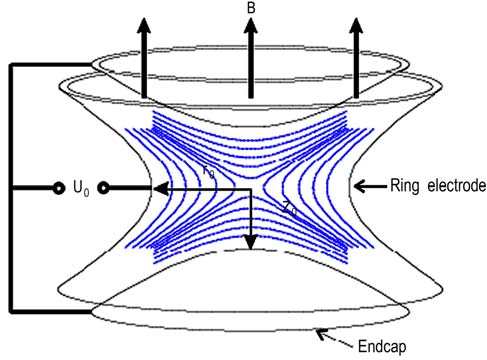 B
r0
U0
Ring electrode
Z0
Endcap